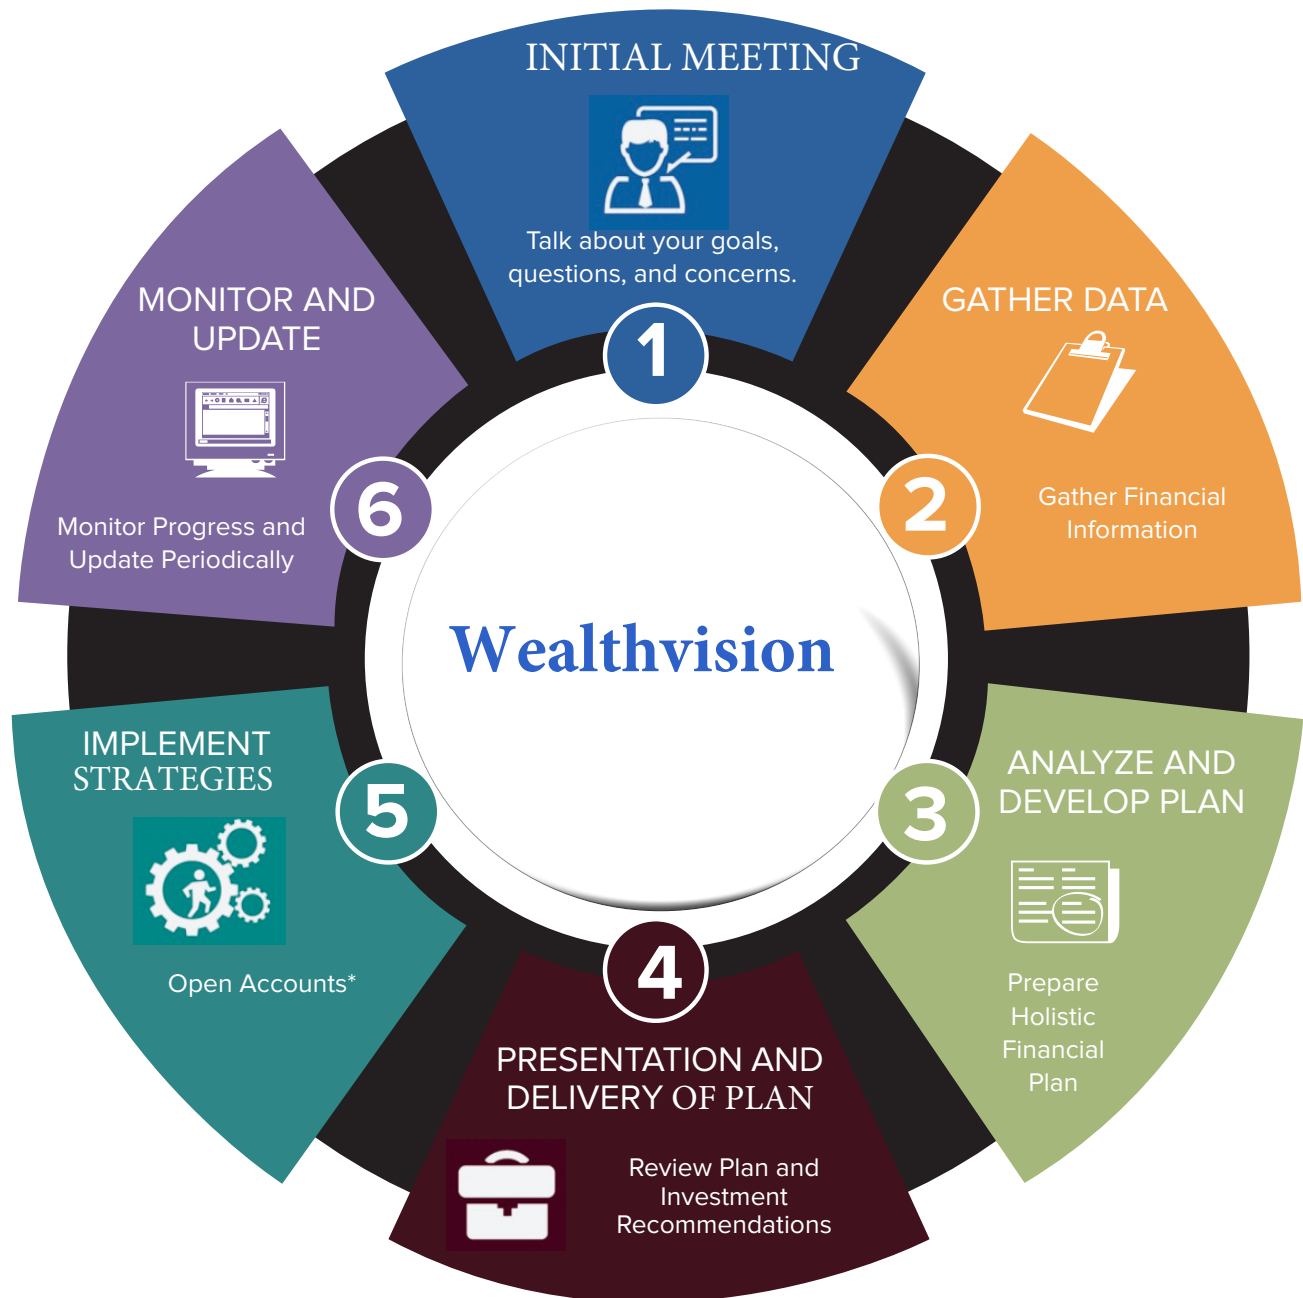 INITIAL MEETING
Talk about your goals,
questions, and concerns.
1
GATHER DATA
2
Gather Financial
Information
ANALYZE AND
DEVELOP PLAN
3
Prepare
Holistic
Financial
Plan
4
PRESENTATION AND
DELIVERY OF PLAN
Review Plan and
Investment
Recommendations
IMPLEMENT
STRATEGIES
5
Open Accounts*
MONITOR AND
UPDATE
6
Monitor Progress and
Update Periodically
Wealthvision